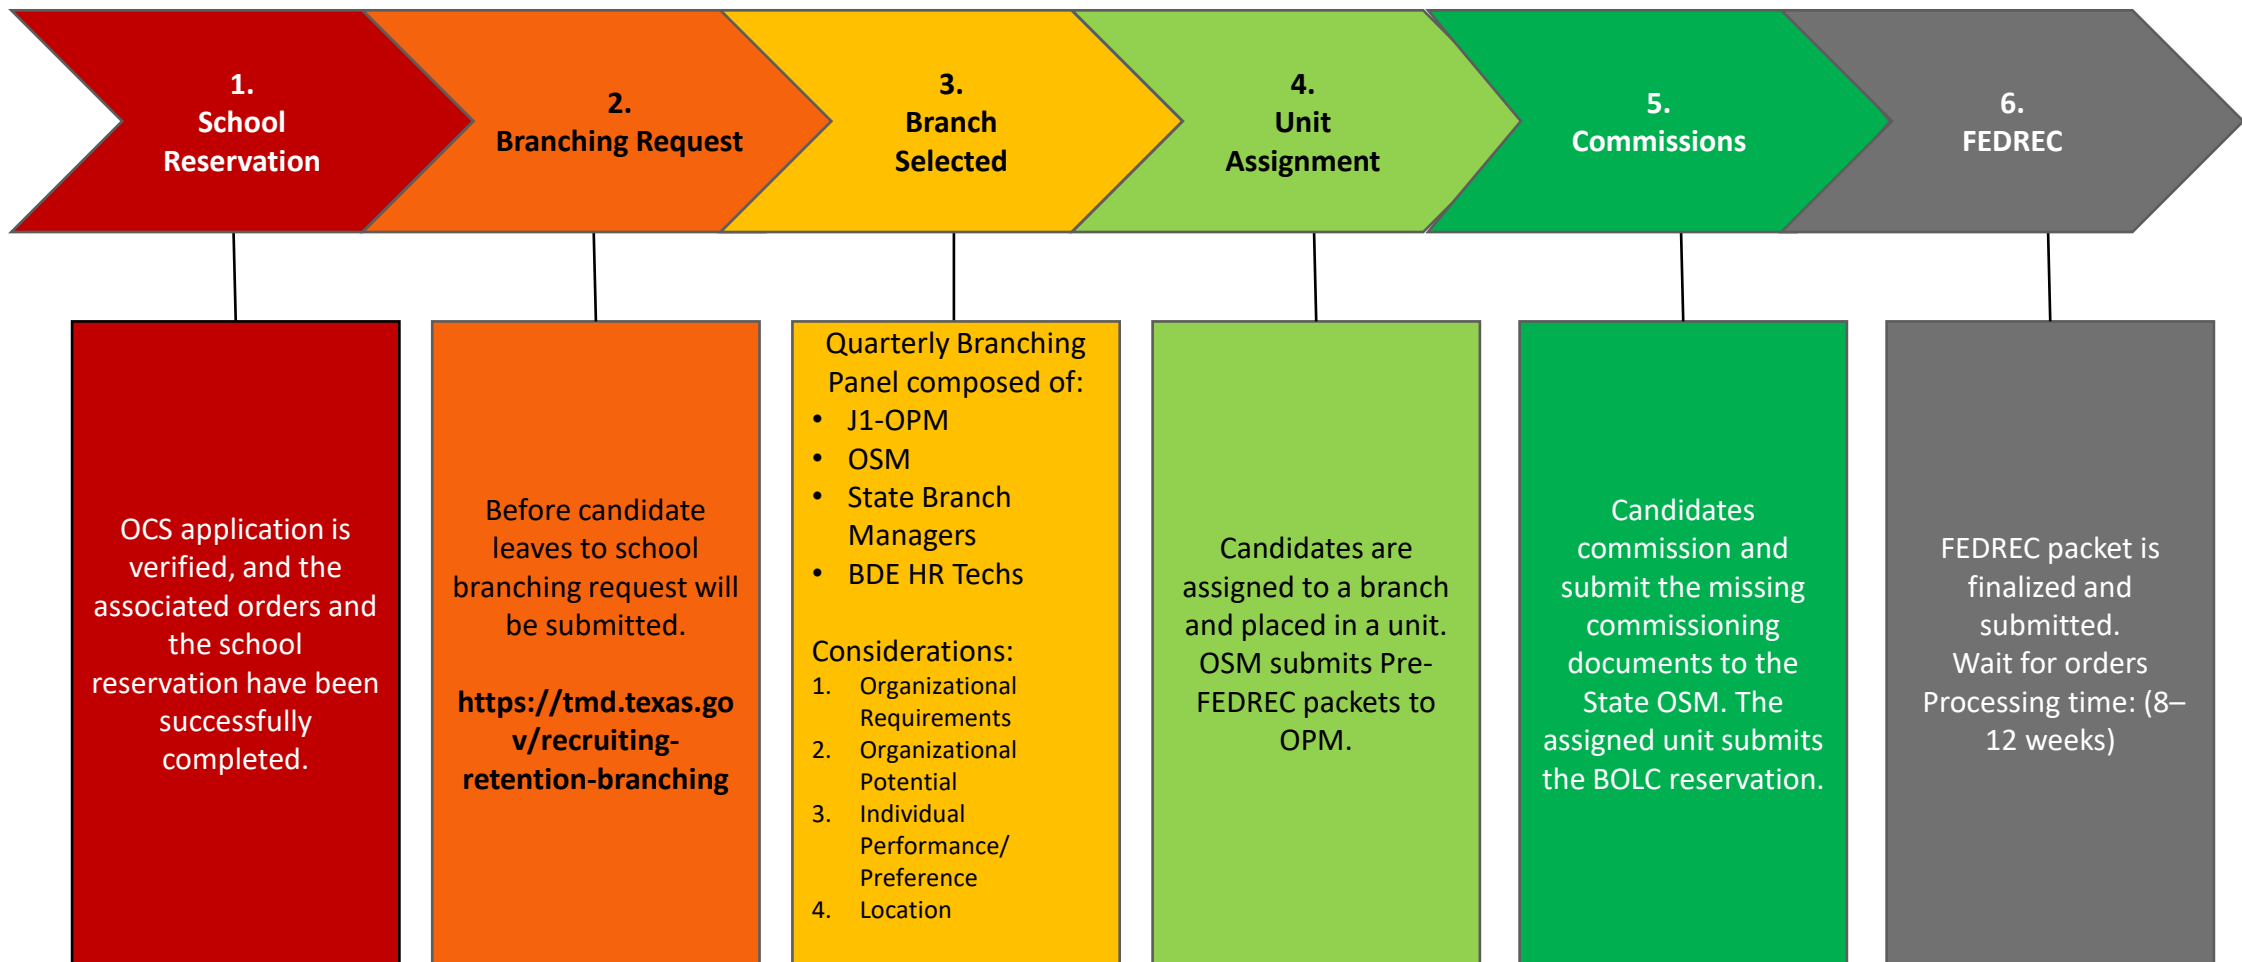 1.
School
Reservation
2.
Branching Request
3.
Branch
Selected
4.
Unit
Assignment
5.
Commissions
6.
FEDREC
OCS application is
verified, and the
associated orders and
the school
reservation have been
successfully
completed.
Before candidate
leaves to school
branching request will
be submitted.
https://tmd.texas.go
v/recruiting-
retention-branching
Quarterly Branching
Panel composed of:
• J1-OPM
• OSM
• State Branch
Managers
• BDE HR Techs
Considerations:
1. Organizational
Requirements
2. Organizational
Potential
3. Individual
Performance/
Preference
4. Location
Candidates are
assigned to a branch
and placed in a unit.
OSM submits Pre-
FEDREC packets to
OPM.
Candidates
commission and
submit the missing
commissioning
documents to the
State OSM. The
assigned unit submits
the BOLC reservation.
FEDREC packet is
finalized and
submitted.
Wait for orders
Processing time: (8–
12 weeks)